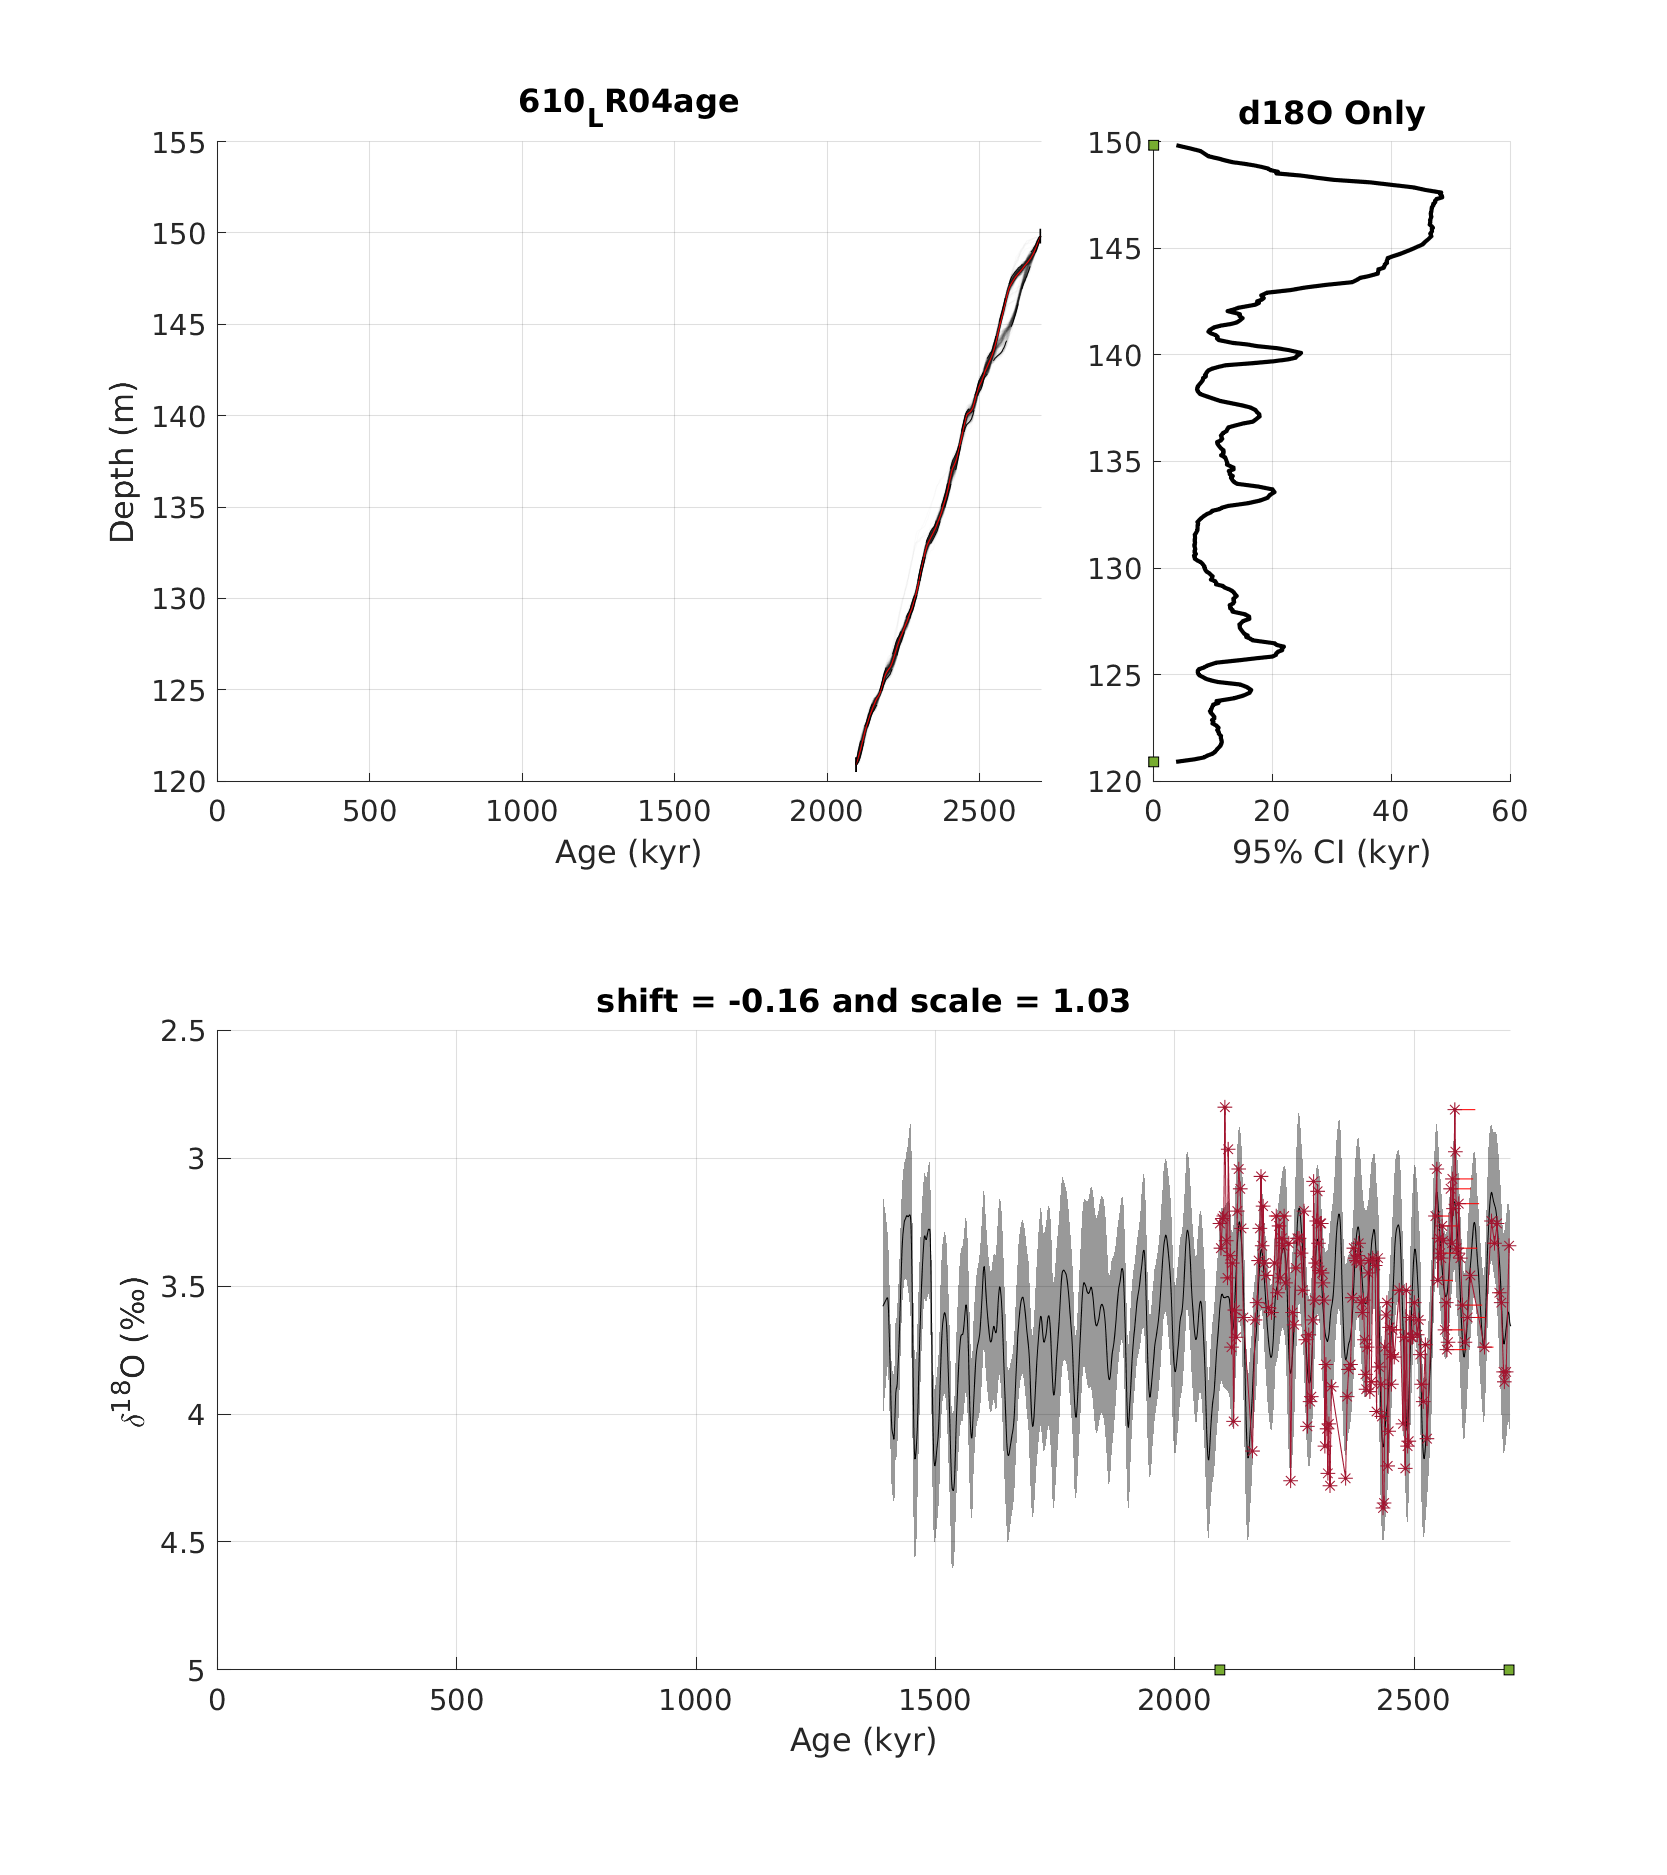 610_LR04age
d18O Only
155
150
145
140
135
130
125
120
Depth (m)
0 500 1000 1500 2000 2500
Age (kyr)
150
145
140
135
130
125
120
0 20 40 60
95% CI (kyr)
shift = -0.16 and scale = 1.03
2.5
3
3.5
4
4.5
5
δ¹⁸O (‰)
0 500 1000 1500 2000 2500
Age (kyr)